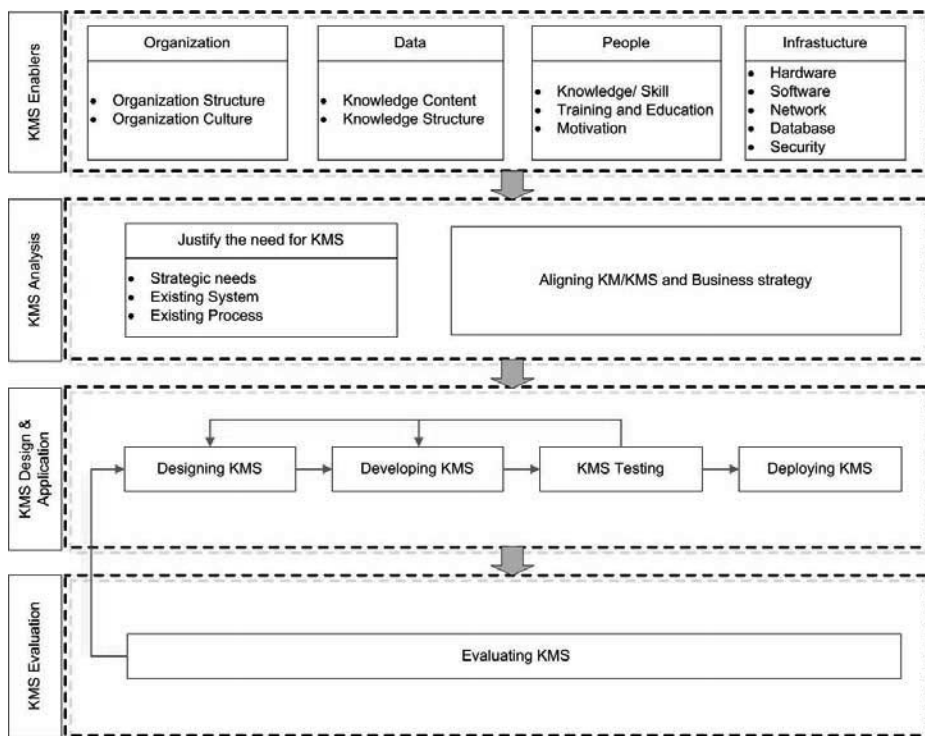 KMS Enablers
Organization
• Organization Structure
• Organization Culture
Data
• Knowledge Content
• Knowledge Structure
People
• Knowledge/ Skill
• Training and Education
• Motivation
Infrastucture
• Hardware
• Software
• Network
• Database
• Security
KMS Analysis
Justify the need for KMS
• Strategic needs
• Existing System
• Existing Process
Aligning KM/KMS and Business strategy
KMS Design &
Application
Designing KMS
Developing KMS
KMS Testing
Deploying KMS
KMS Evaluation
Evaluating KMS